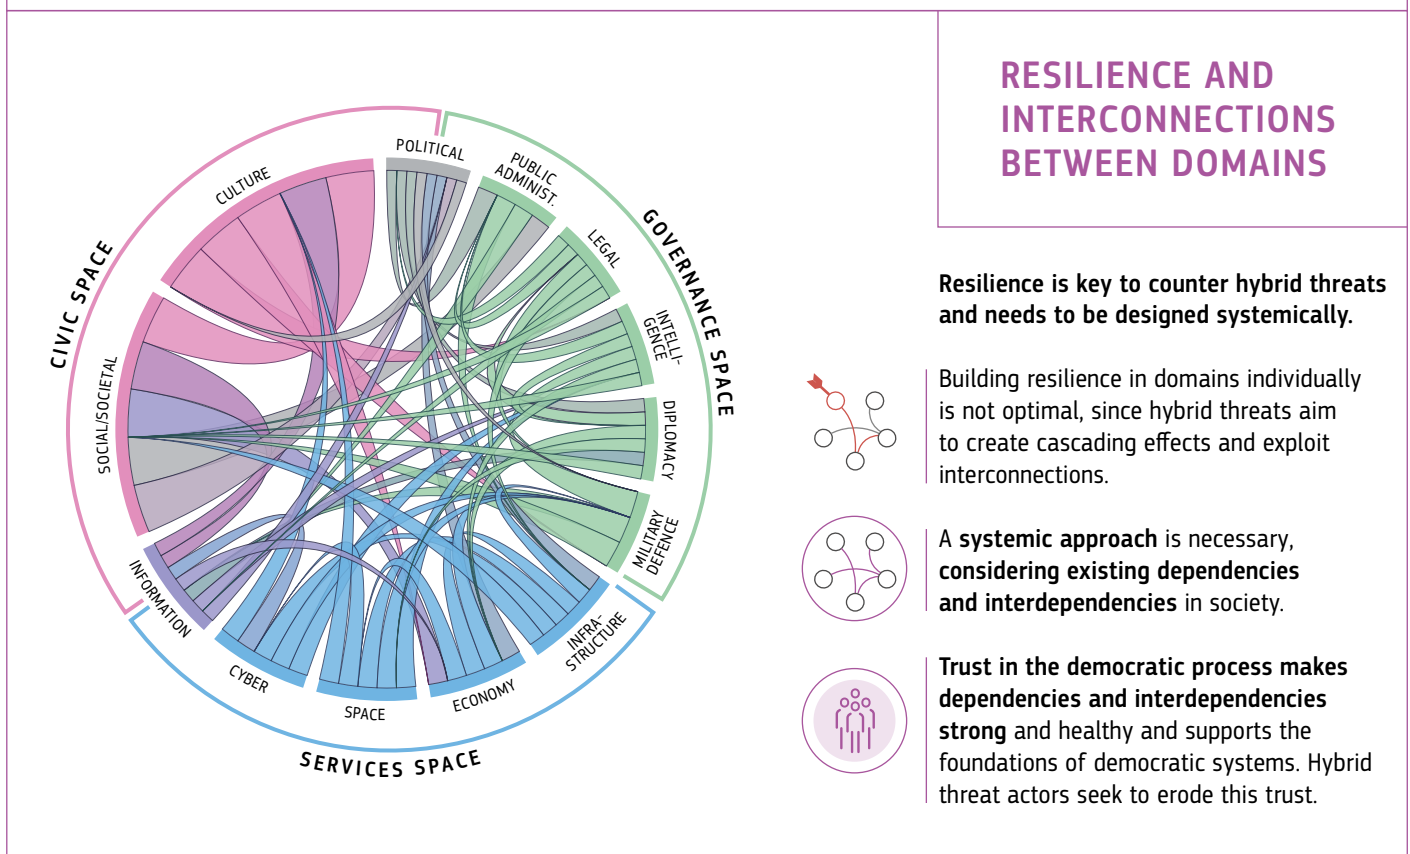 RESILIENCE AND
INTERCONNECTIONS
BETWEEN DOMAINS
CIVIC SPACE
GOVERNANCE SPACE
SERVICES SPACE
POLITICAL
PUBLIC
ADMINIST.
LEGAL
INTELLI-
GENCE
DIPLOMACY
MILITARY
DEFENCE
INFRA-
STRUCTURE
ECONOMY
SPACE
CYBER
INFORMATION
SOCIAL/SOCIETAL
CULTURE
Resilience is key to counter hybrid threats
and needs to be designed systemically.
Building resilience in domains individually
is not optimal, since hybrid threats aim
to create cascading effects and exploit
interconnections.
A systemic approach is necessary,
considering existing dependencies
and interdependencies in society.
Trust in the democratic process makes
dependencies and interdependencies
strong and healthy and supports the
foundations of democratic systems. Hybrid
threat actors seek to erode this trust.